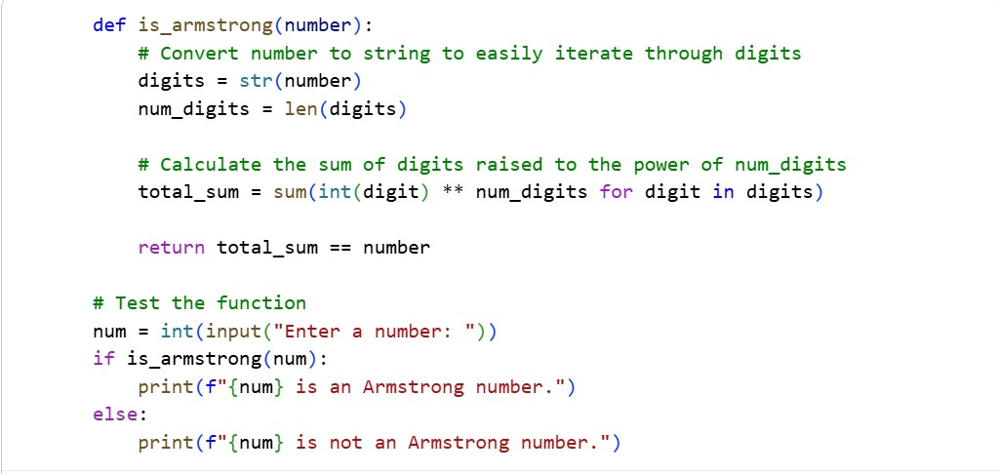 def is_armstrong(number):
    # Convert number to string to easily iterate through digits
    digits = str(number)
    num_digits = len(digits)

    # Calculate the sum of digits raised to the power of num_digits
    total_sum = sum(int(digit) ** num_digits for digit in digits)

    return total_sum == number

# Test the function
num = int(input("Enter a number: "))
if is_armstrong(num):
    print(f"{num} is an Armstrong number.")
else:
    print(f"{num} is not an Armstrong number.")